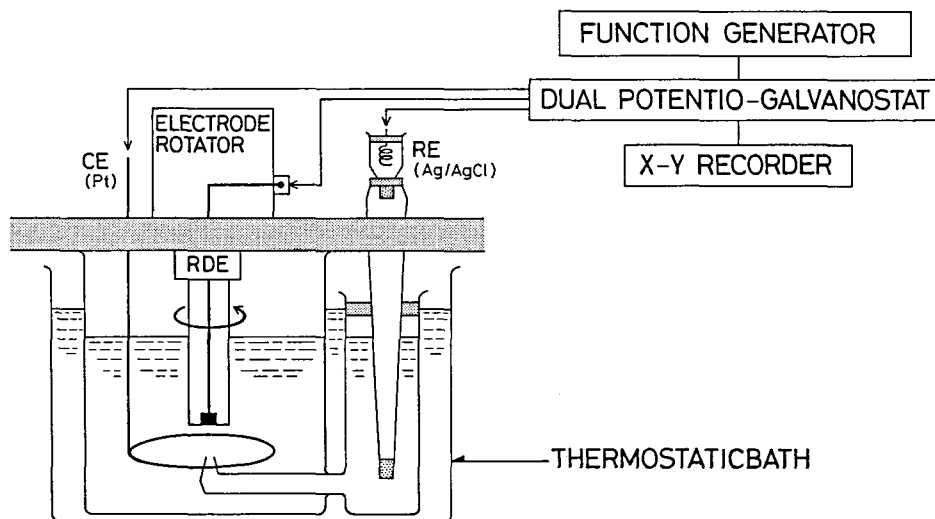 FUNCTION GENERATOR
DUAL POTENTIO-GALVANOSTAT
X-Y RECORDER
ELECTRODE
ROTATOR
CE
(Pt)
RE
(Ag/AgCl)
RDE
THERMOSTATICBATH